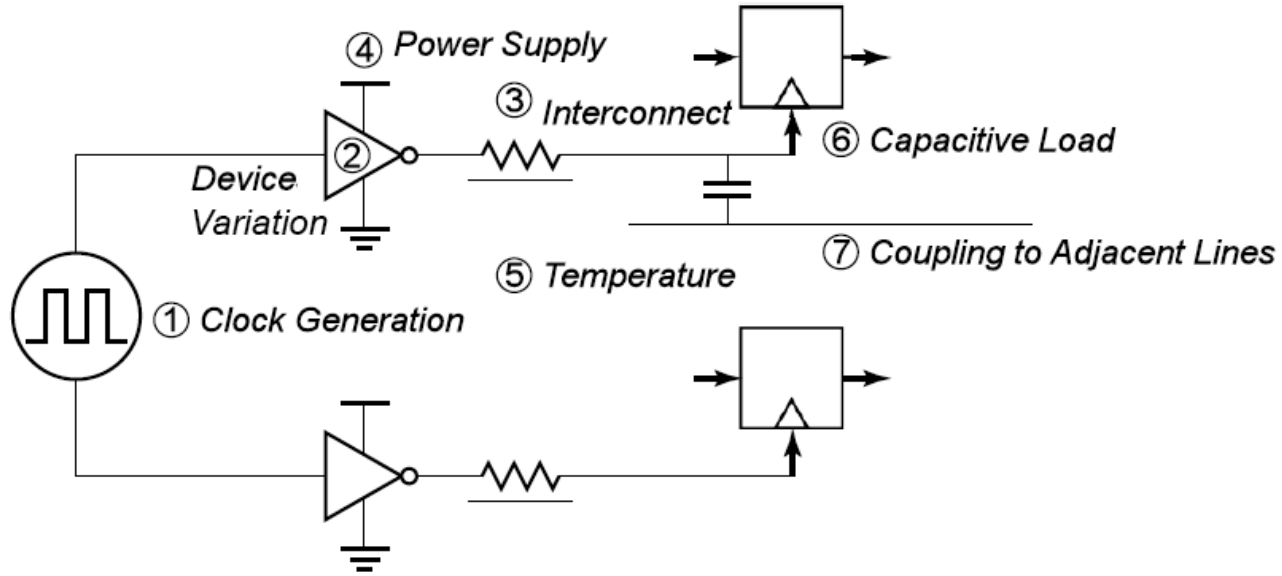 ④ Power Supply
③ Interconnect
② 
Device
Variation
⑥ Capacitive Load
⑦ Coupling to Adjacent Lines
⑤ Temperature
① Clock Generation